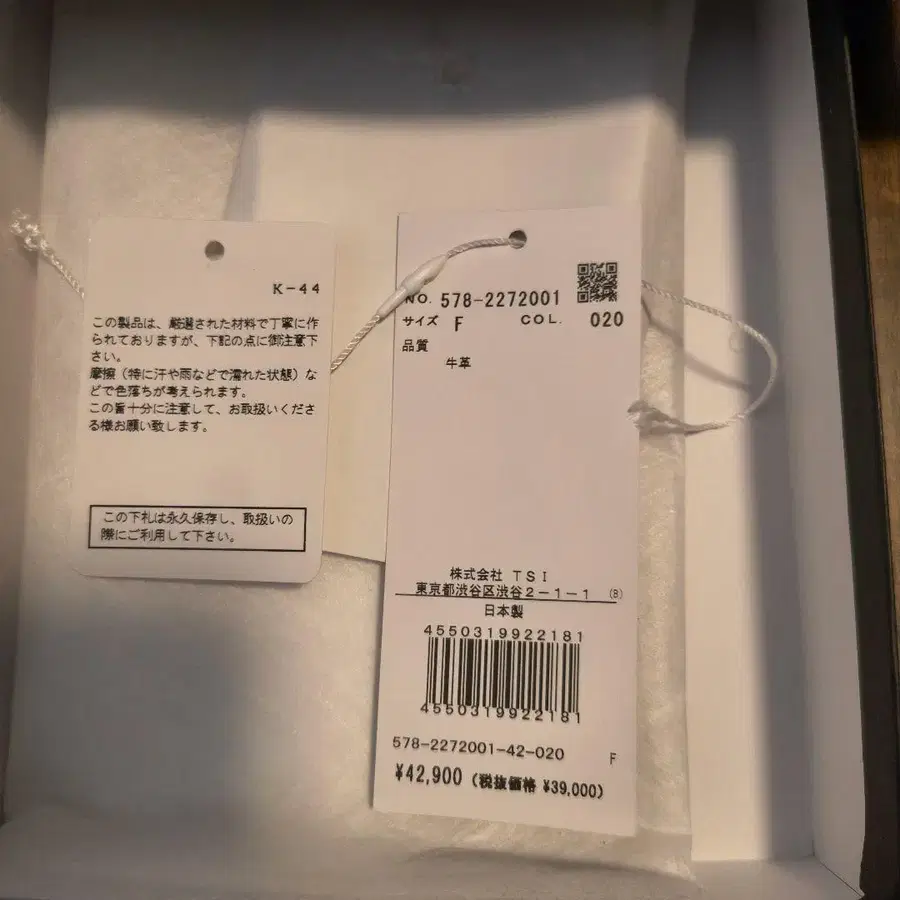 K-44
この製品は、厳選された材料で丁寧に作
られておりますが、下記の点に御注意下
さい。
摩擦（特に汗や雨などで濡れた状態）な
どで色落ちが考えられます。
この旨十分に注意して、お取扱いくださ
る様お願い致します。
この下札は永久保存し、取扱いの
際にご利用して下さい。
NO. 578-2272001
サイズ F COL. 020
品質
牛革
株式会社 TSI
東京都渋谷区渋谷2-1-1 (8)
日本製
4550319922181
4550319922181
578-2272001-42-020 F
¥42,900 (税抜価格 ¥39,000)